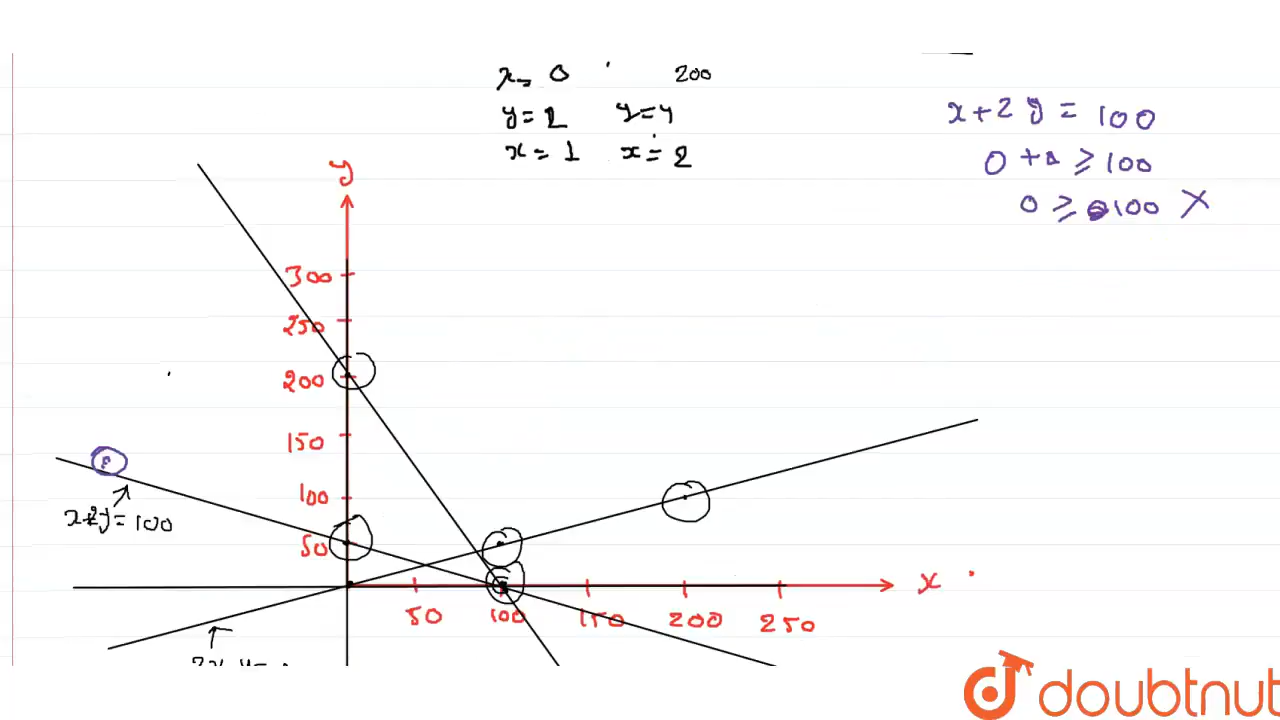 x= 0 200
y= 2 y=4
x= 1 x= 2
x+2y = 100
0 + 0 ≥ 100
0 ≥ 100 X
y
300
250
200
150
100
50
x+2y=100
50 100 150 200 250
x
doubtnut